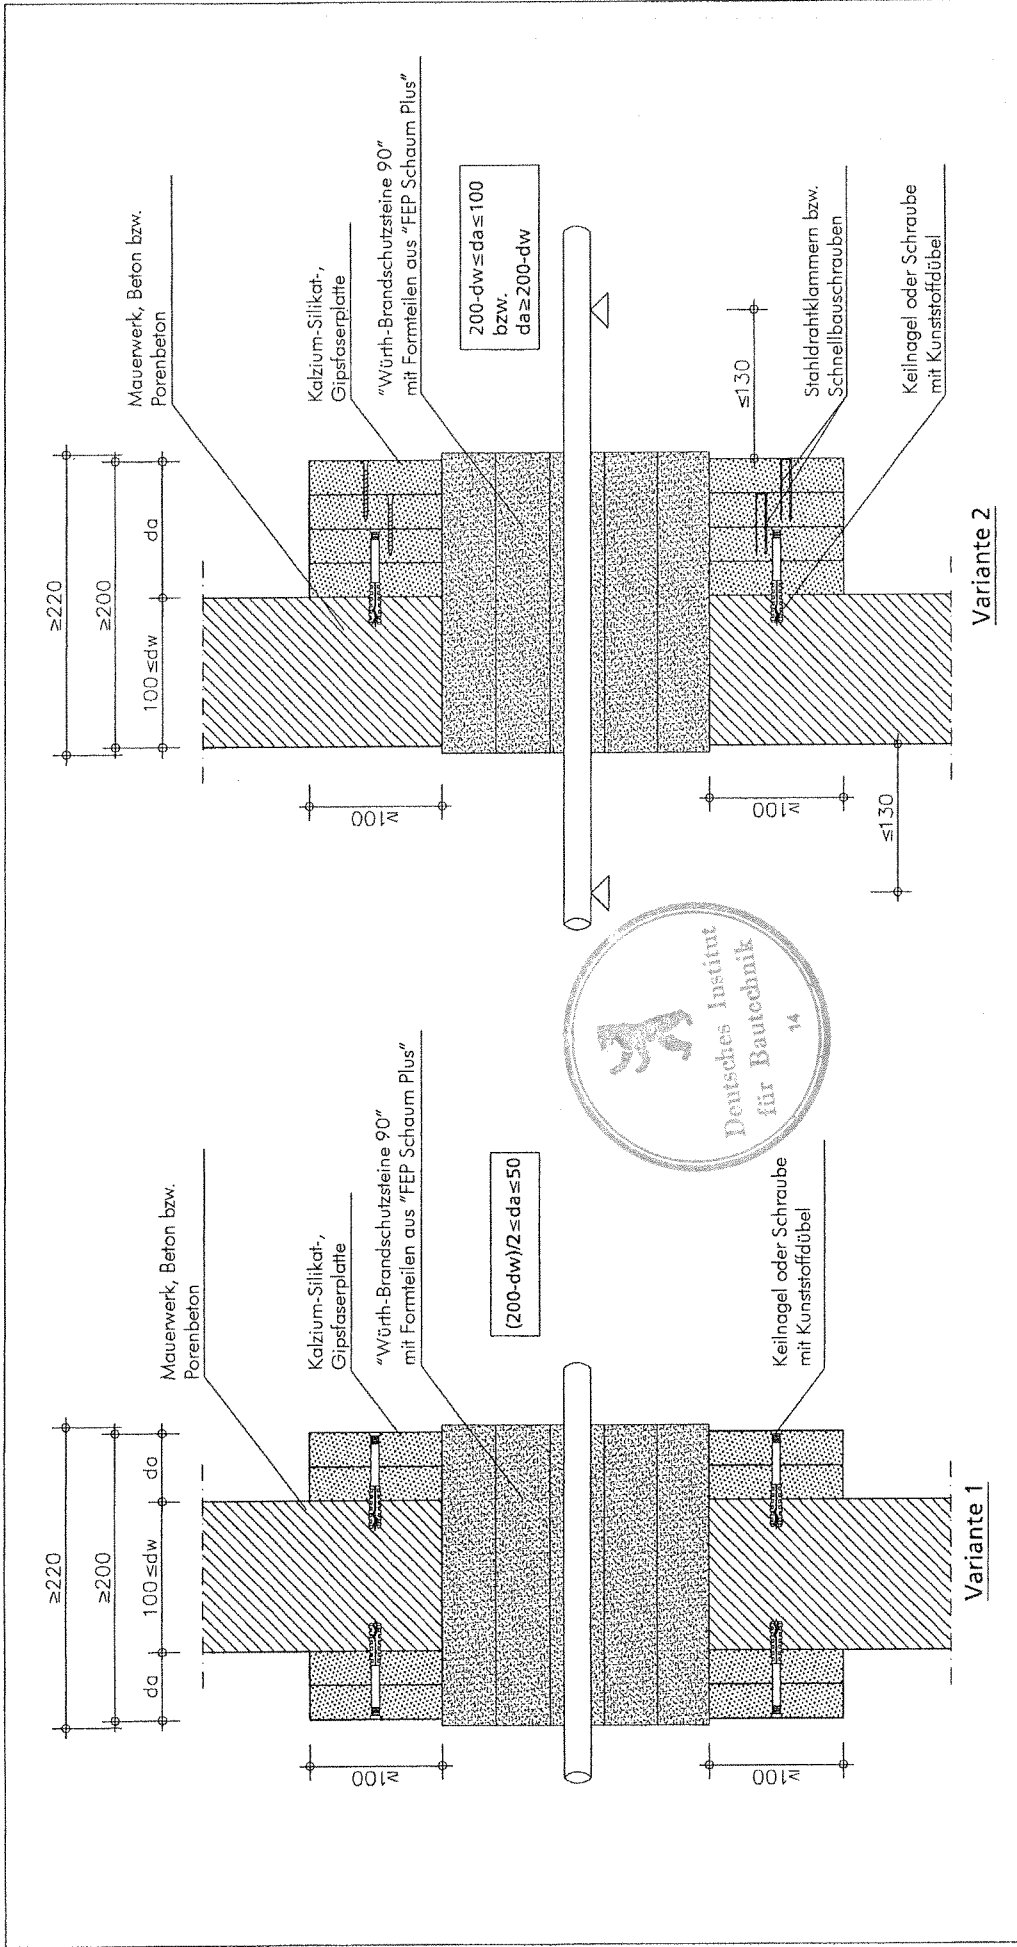 ≥220
≥200
da
100≤dw
da
Mauerwerk, Beton bzw.
Porenbeton
Kalzium-Silikat-,
Gipsfaserplatte
"Würth-Brandschutzsteine 90"
mit Formteilen aus "FEP Schaum Plus"
(200-dw)/2≤da≤50
≥100
≥100
Keilnagel oder Schraube
mit Kunststoffdübel
Variante 1
Deutsches Institut
für Bautechnik
14
≥220
≥200
100≤dw
da
Mauerwerk, Beton bzw.
Porenbeton
Kalzium-Silikat-,
Gipsfaserplatte
"Würth-Brandschutzsteine 90"
mit Formteilen aus "FEP Schaum Plus"
200-dw≤da≤100
bzw.
da≥200-dw
≥100
≥100
≤130
≤130
Stahldrahtklammern bzw.
Schnellbauschrauben
Keilnagel oder Schraube
mit Kunststoffdübel
Variante 2